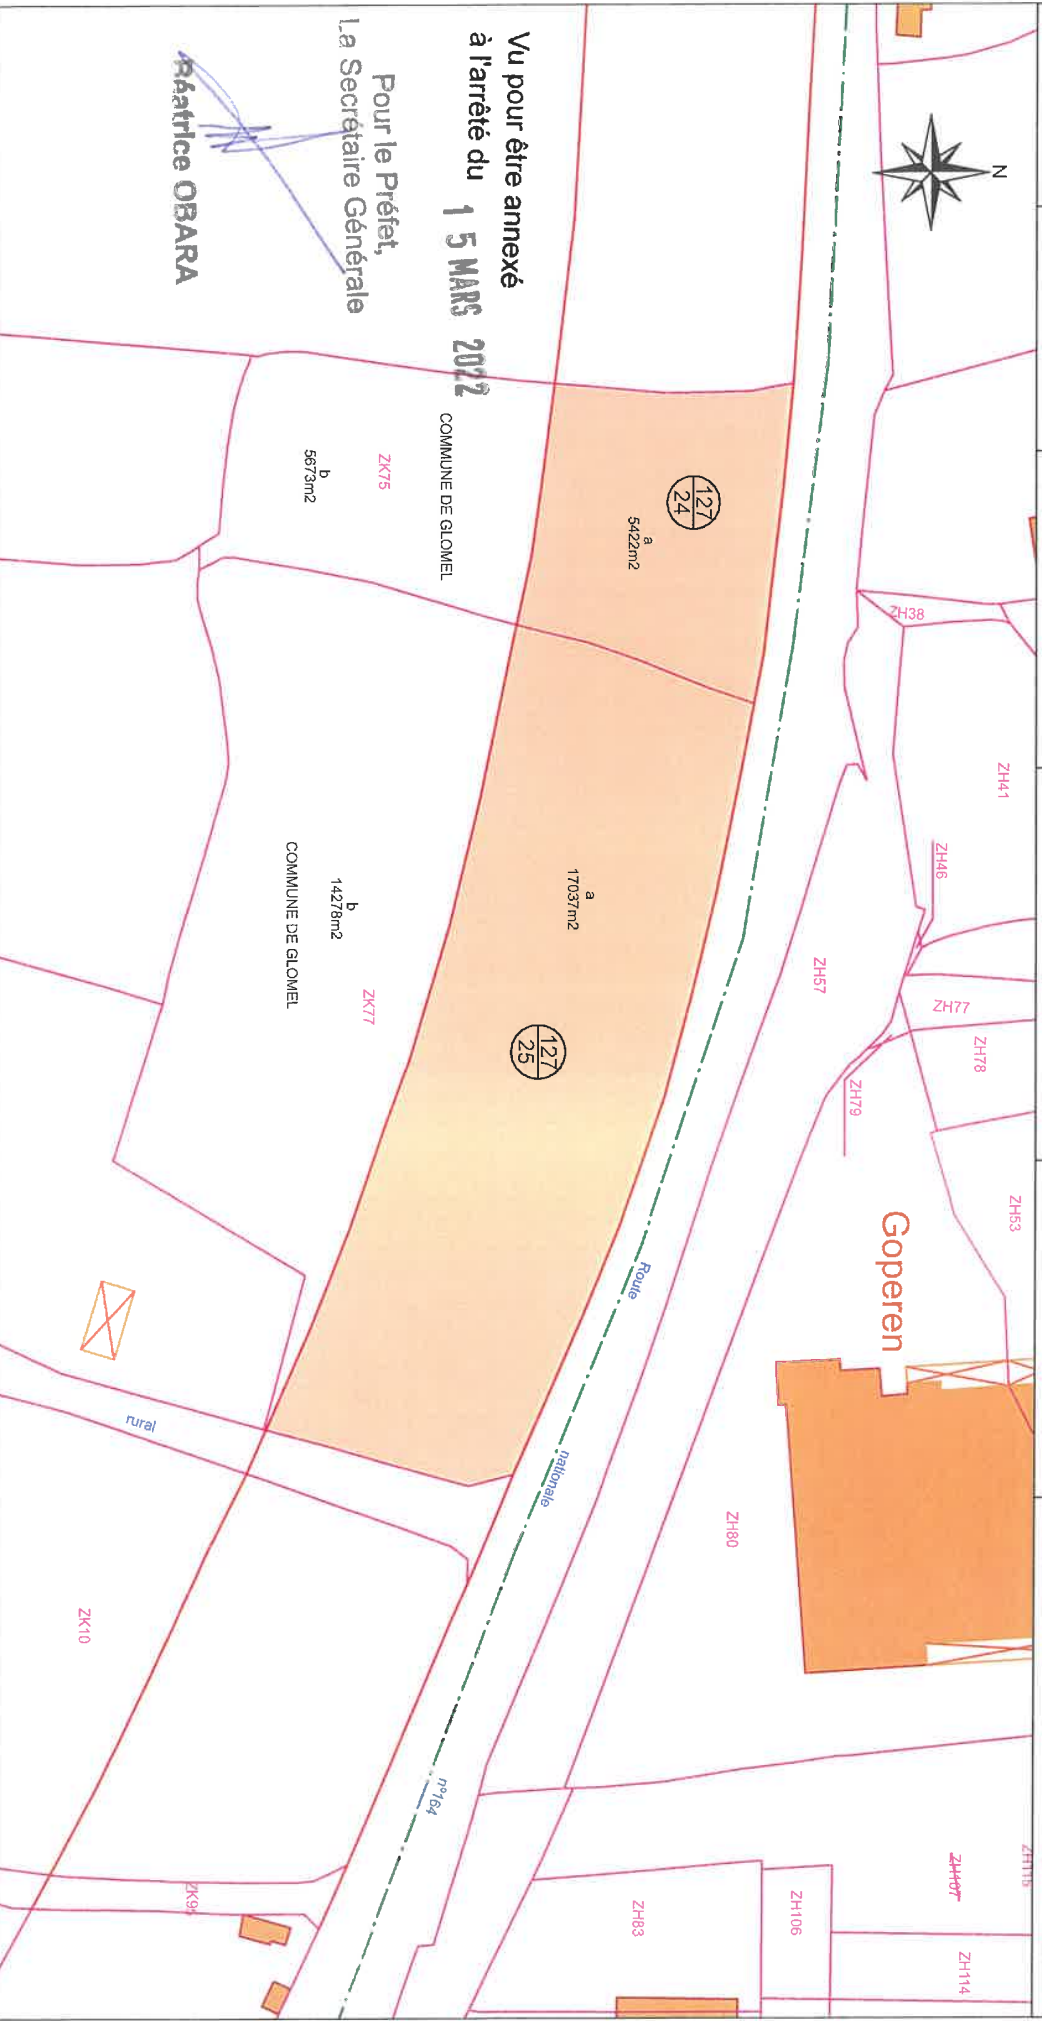 N
Vu pour être annexé
à l'arrêté du 15 MARS 2022
Pour le Préfet,
La Secrétaire Générale
Béatrice OBARA
127
24
a
5422m2
ZK75
b
5673m2
COMMUNE DE GLOMEL
a
17037m2
127
25
ZK77
b
14278m2
COMMUNE DE GLOMEL
ZH38
ZH41
ZH46
ZH57
ZH77
ZH78
ZH79
ZH53
Goperen
ZH80
Route
nationale
n°164
rural
ZK10
ZH83
ZH106
ZH107
ZH115
ZH114